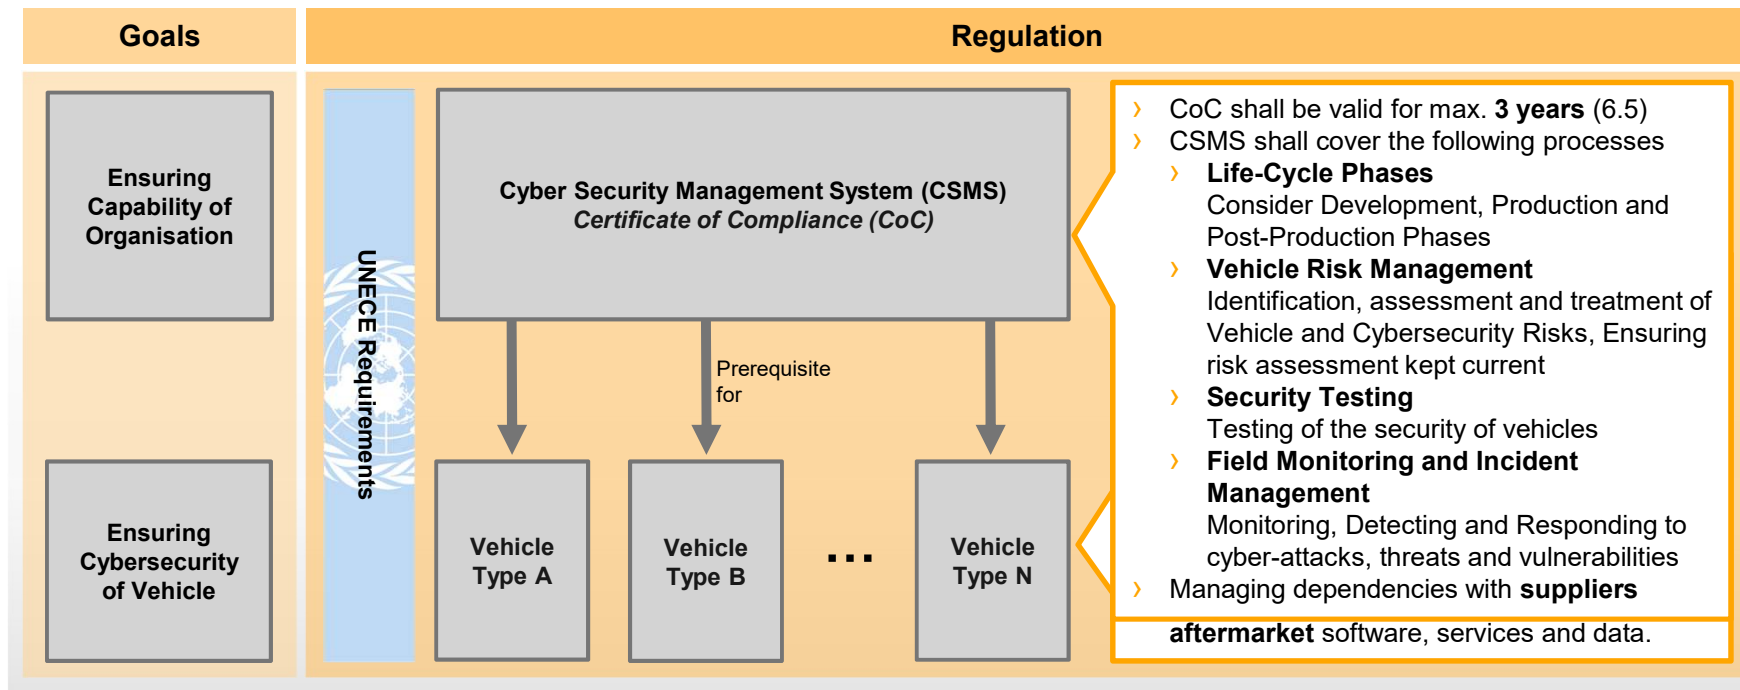 Goals
Regulation
Ensuring
Capability of
Organisation
Ensuring
Cybersecurity
of Vehicle
UNECE Requirements
Cyber Security Management System (CSMS)
Certificate of Compliance (CoC)
Prerequisite
for
Vehicle
Type A
Vehicle
Type B
...
Vehicle
Type N
› CoC shall be valid for max. 3 years (6.5)
› CSMS shall cover the following processes
› Life-Cycle Phases
Consider Development, Production and
Post-Production Phases
› Vehicle Risk Management
Identification, assessment and treatment of
Vehicle and Cybersecurity Risks, Ensuring
risk assessment kept current
› Security Testing
Testing of the security of vehicles
› Field Monitoring and Incident
Management
Monitoring, Detecting and Responding to
cyber-attacks, threats and vulnerabilities
› Managing dependencies with suppliers
aftermarket software, services and data.